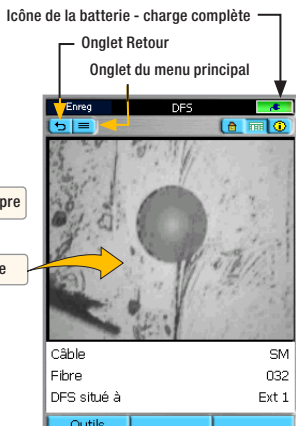 Icône de la batterie - charge complète
Onglet Retour
Onglet du menu principal
Enreg DFS
pre
e
Câble SM
Fibre 032
DFS situé à Ext 1
Outils